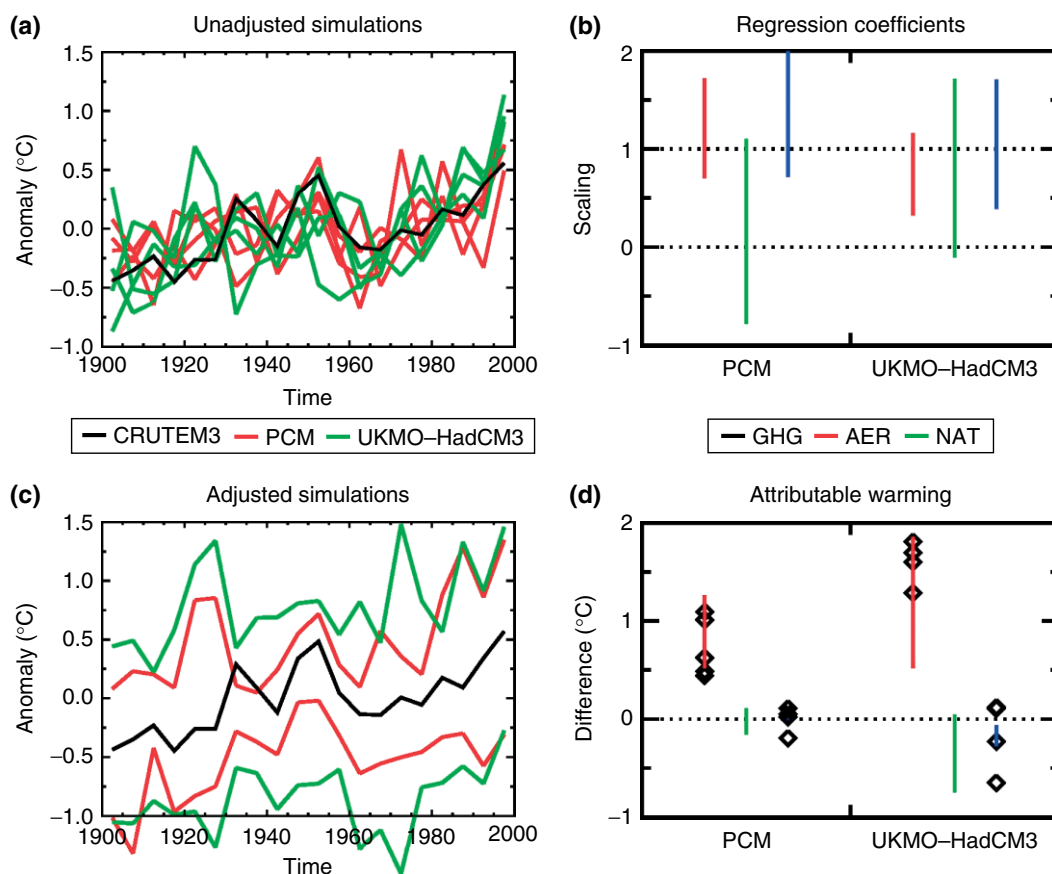 (a) Unadjusted simulations
1.5
1.0
0.5
0.0
−0.5
−1.0
Anomaly (°C)
1900 1920 1940 1960 1980 2000
Time
CRUTEM3 PCM UKMO–HadCM3
(b) Regression coefficients
2
1
0
−1
Scaling
PCM UKMO–HadCM3
GHG AER NAT
(c) Adjusted simulations
1.5
1.0
0.5
0.0
−0.5
−1.0
Anomaly (°C)
1900 1920 1940 1960 1980 2000
Time
(d) Attributable warming
2
1
0
−1
Difference (°C)
PCM UKMO–HadCM3